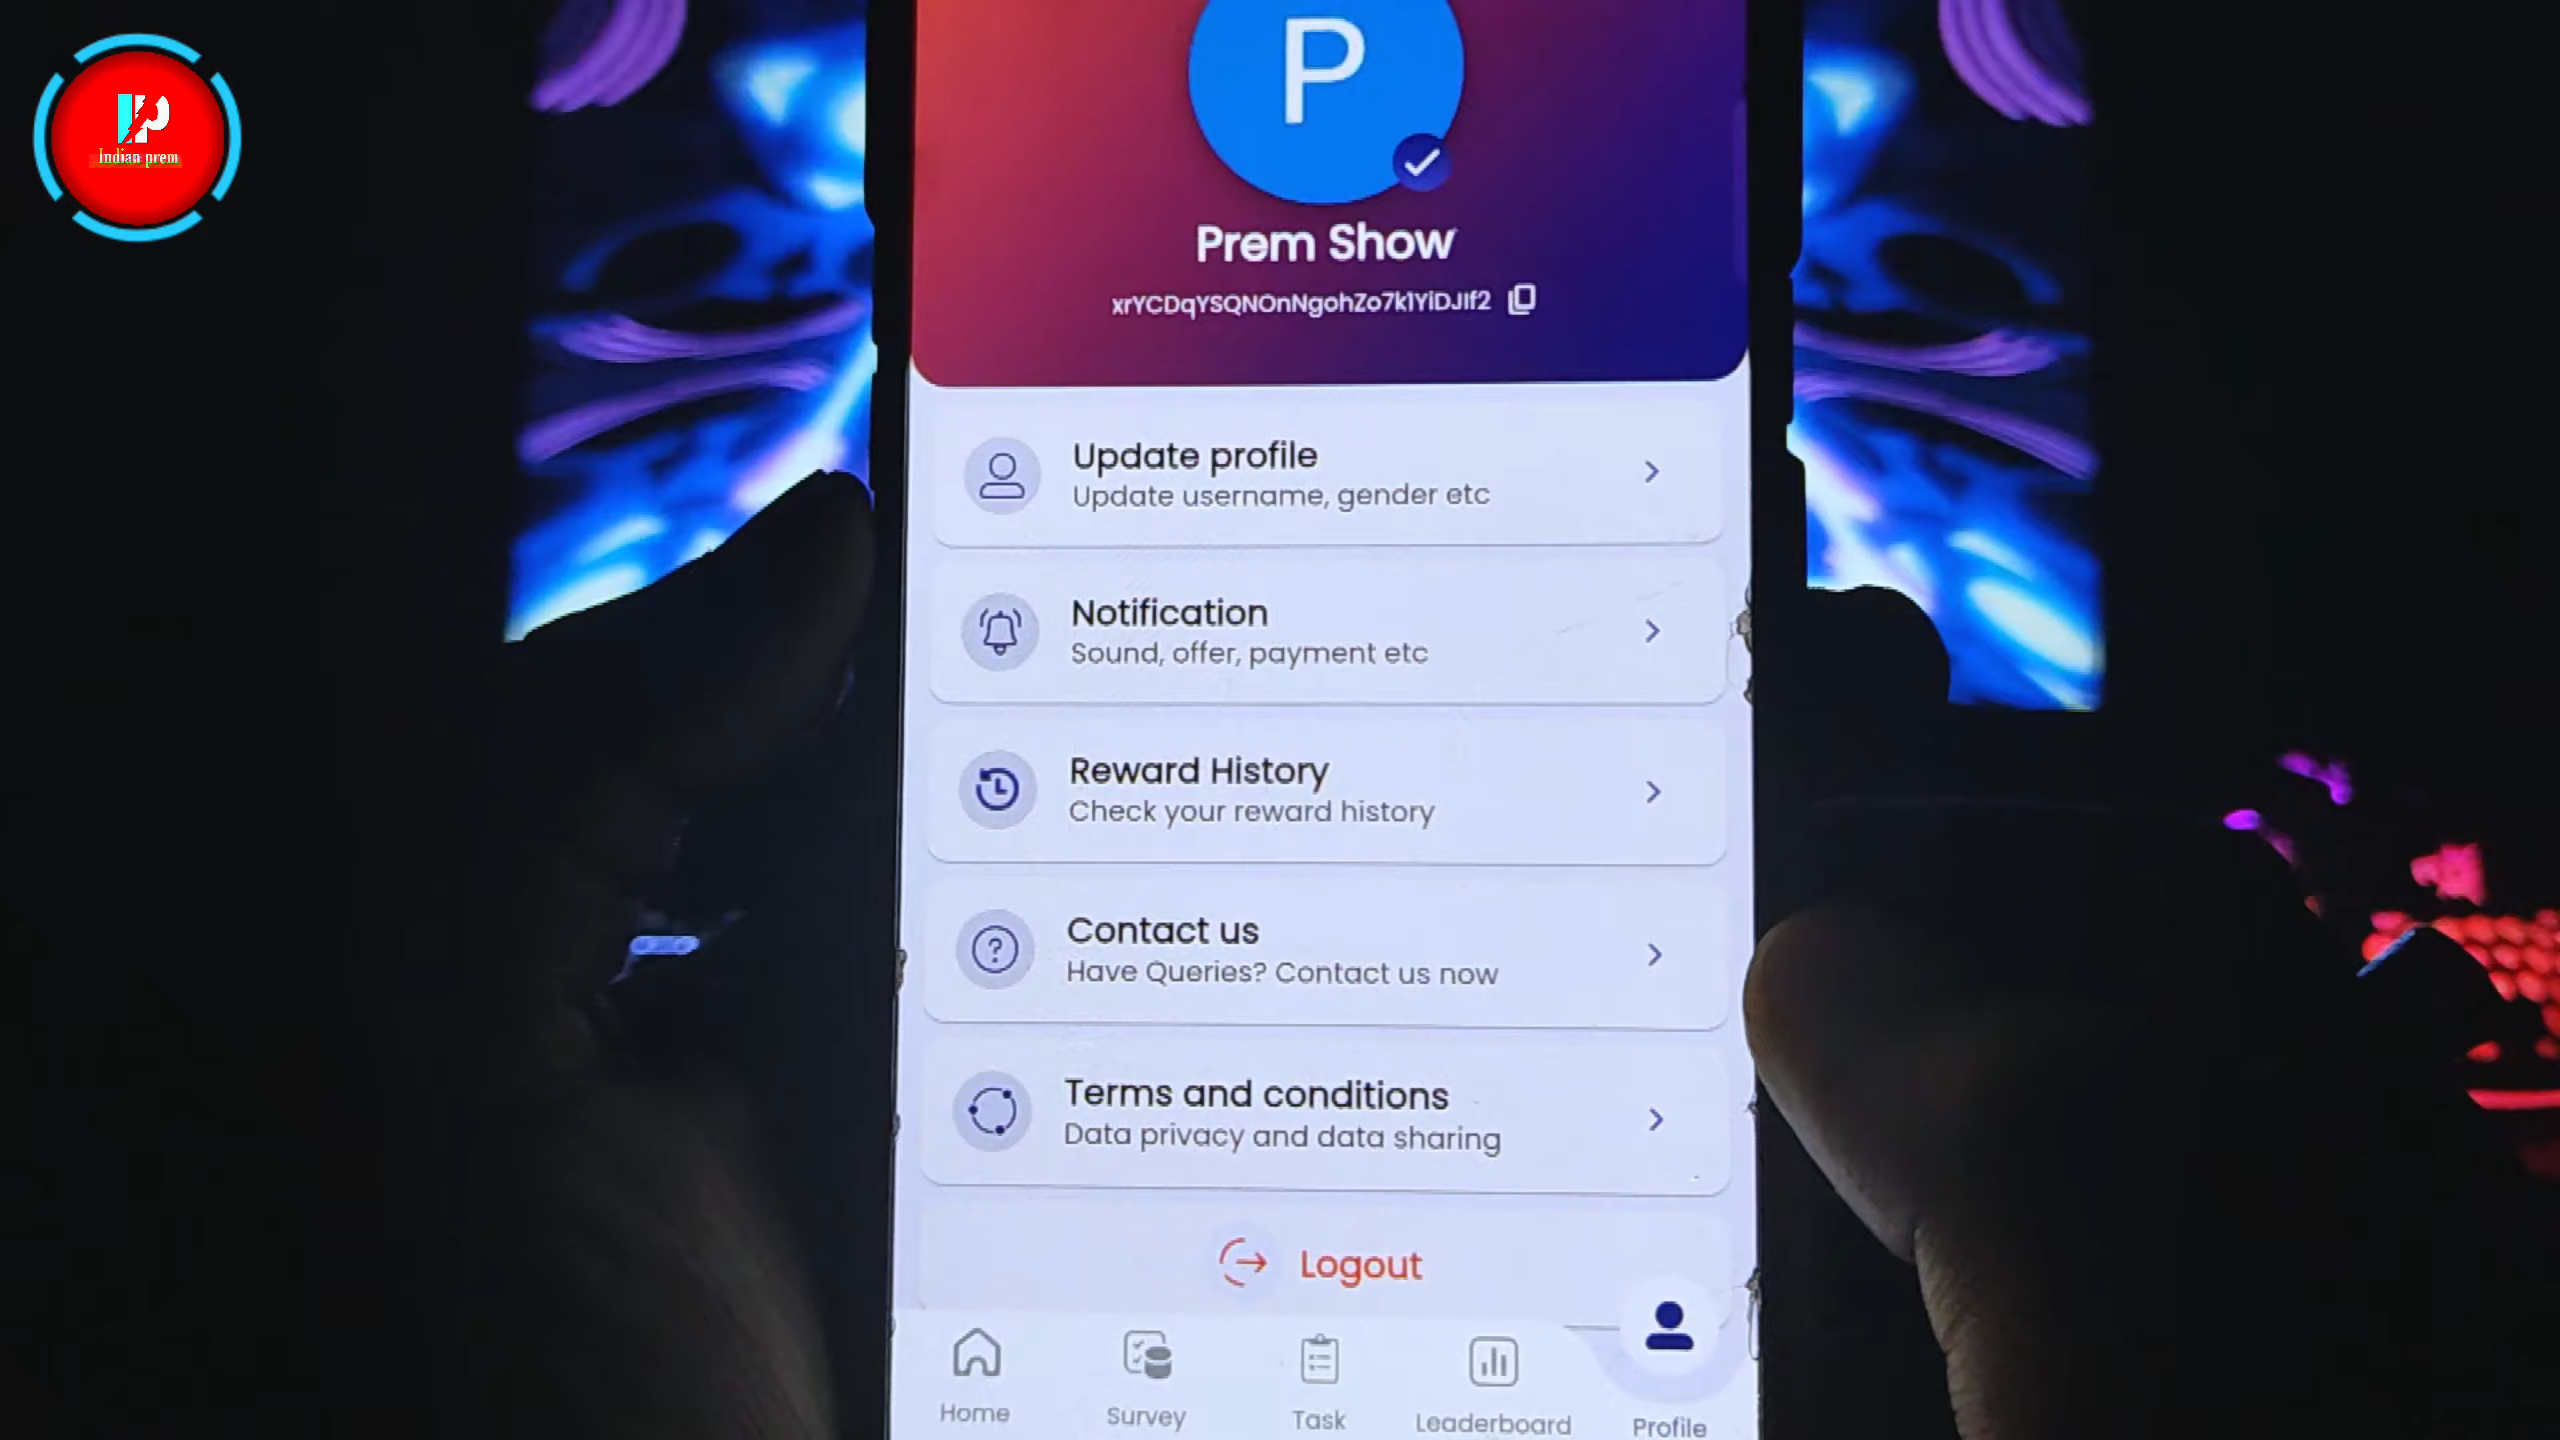 P
Indian prem
Prem Show
xrYCDqYSQNOnNgohZo7k1YiDJIf2
Update profile
Update username, gender etc
Notification
Sound, offer, payment etc
Reward History
Check your reward history
Contact us
Have Queries? Contact us now
Terms and conditions
Data privacy and data sharing
Logout
Home
Survey
Task
Leaderboard
Profile